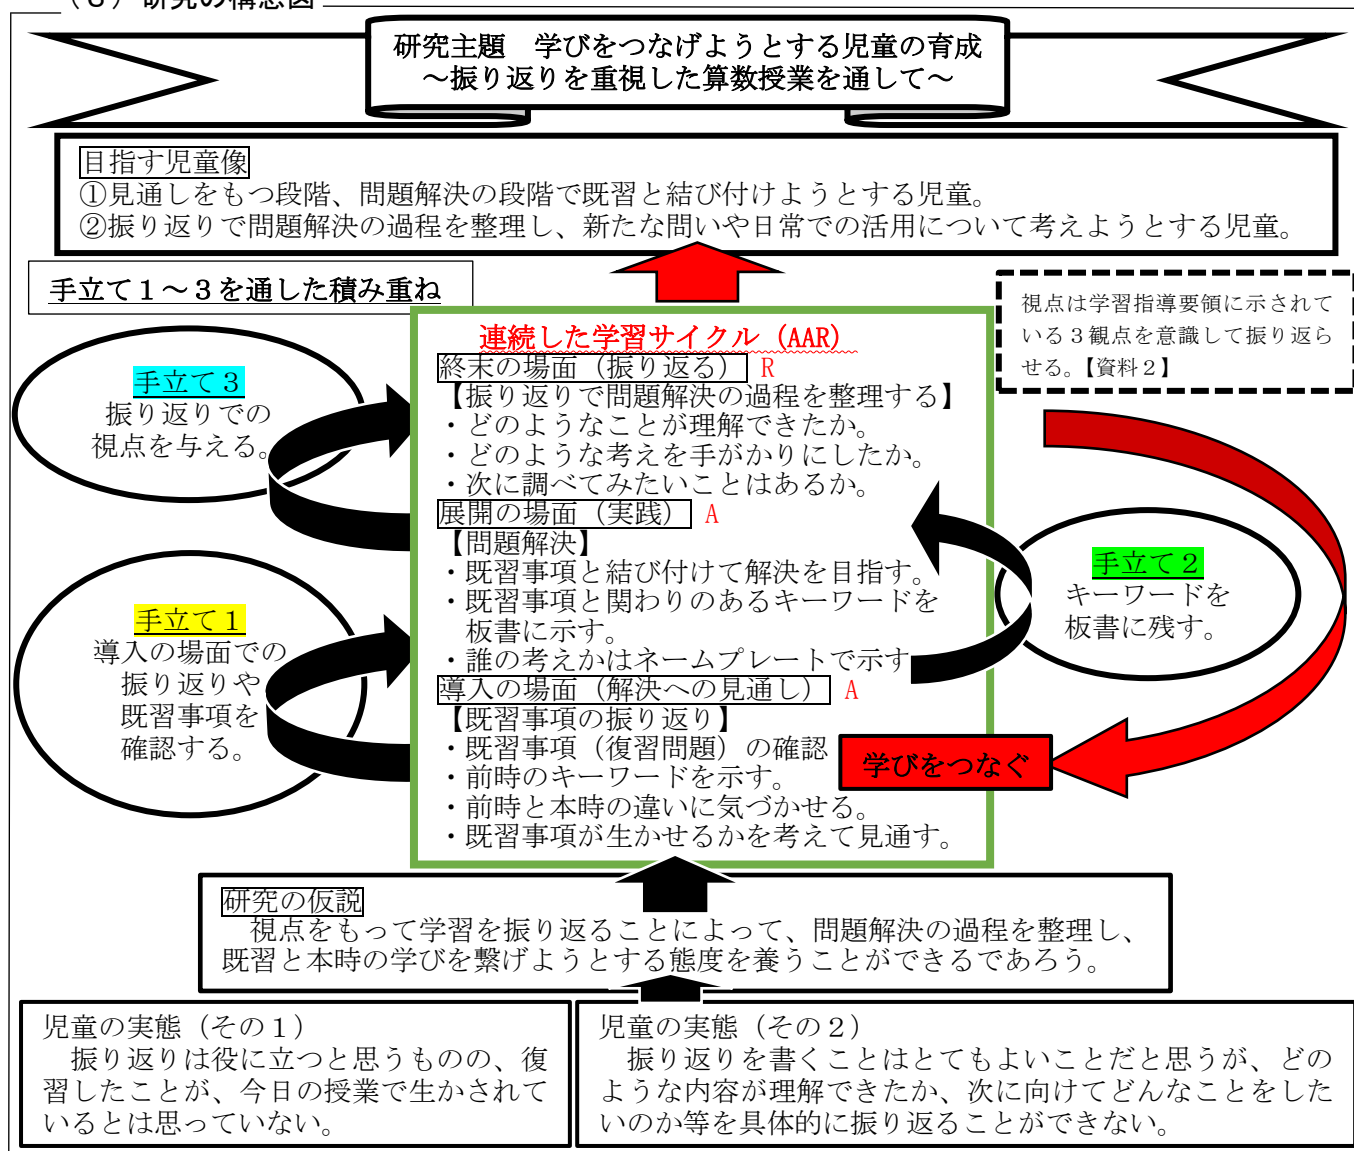 研究の構想図
研究主題　学びをつなげようとする児童の育成
～振り返りを重視した算数授業を通して～
目指す児童像
①見通しをもつ段階、問題解決の段階で既習と結び付けようとする児童。
②振り返りで問題解決の過程を整理し、新たな問いや日常での活用について考えようとする児童。
手立て１～３を通した積み重ね
視点は学習指導要領に示されて
いる３観点を意識して振り返ら
せる。【資料２】
手立て３
振り返りでの
視点を与える。
手立て１
導入の場面での
振り返りや
既習事項を
確認する。
連続した学習サイクル（AAR）
終末の場面（振り返る） R
【振り返りで問題解決の過程を整理する】
・どのようなことが理解できたか。
・どのような考えを手がかりにしたか。
・次に調べてみたいことはあるか。
展開の場面（実践） A
【問題解決】
・既習事項と結び付けて解決を目指す。
・既習事項と関わりのあるキーワードを
板書に示す。
・誰の考えかはネームプレートで示す
導入の場面（解決への見通し） A
【既習事項の振り返り】
・既習事項（復習問題）の確認
・前時のキーワードを示す。
・前時と本時の違いに気づかせる。
・既習事項が生かせるかを考えて見通す。
手立て２
キーワードを
板書に残す。
学びをつなぐ
研究の仮説
視点をもって学習を振り返ることによって、問題解決の過程を整理し、
既習と本時の学びを繋げようとする態度を養うことができるであろう。
児童の実態（その１）
振り返りは役に立つと思うものの、復
習したことが、今日の授業で生かされて
いるとは思っていない。
児童の実態（その２）
振り返りを書くことはとてもよいことだと思うが、どの
ような内容が理解できたか、次に向けてどんなことをした
いのか等を具体的に振り返ることができない。